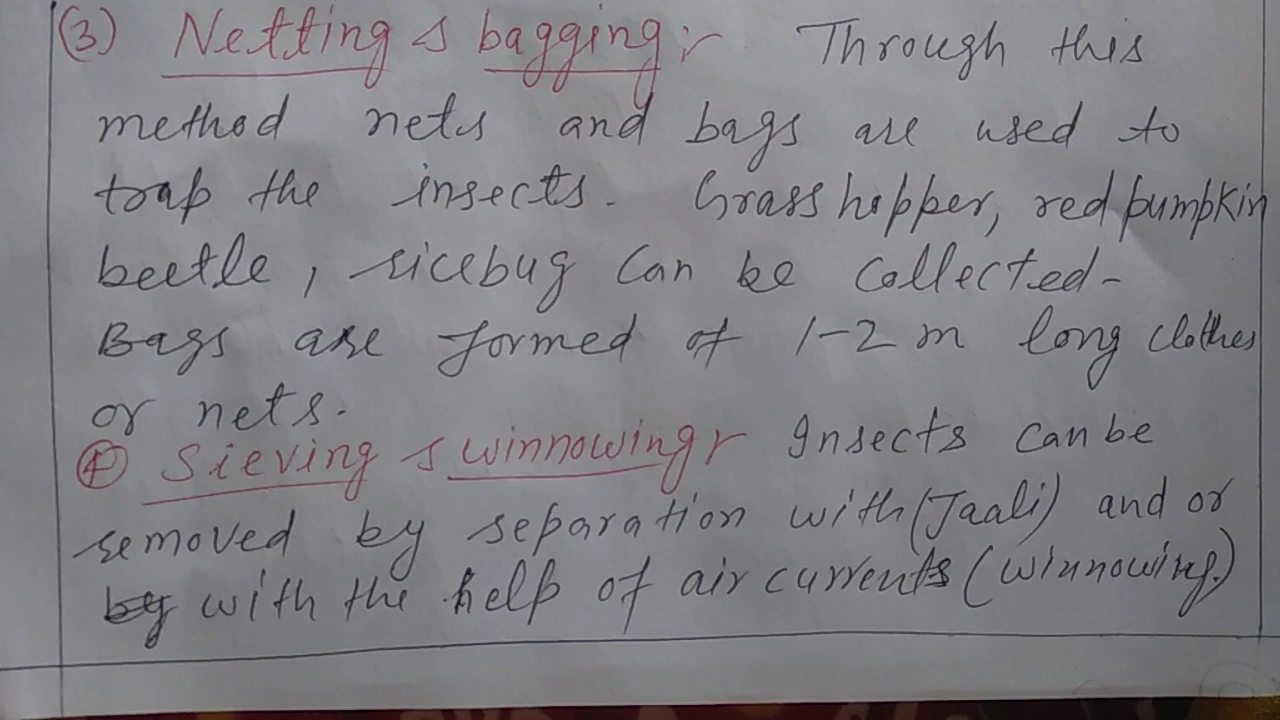 (3) Netting & bagging :- Through this
method nets and bags are used to
trap the insects. Grass hopper, red pumpkin
beetle, ricebug can be collected-
Bags are formed of 1-2 m long clothes
or nets.
(4) Sieving & winnowing :- Insects can be
removed by separation with (Jaali) and or
by with the help of air currents (winnowing.)